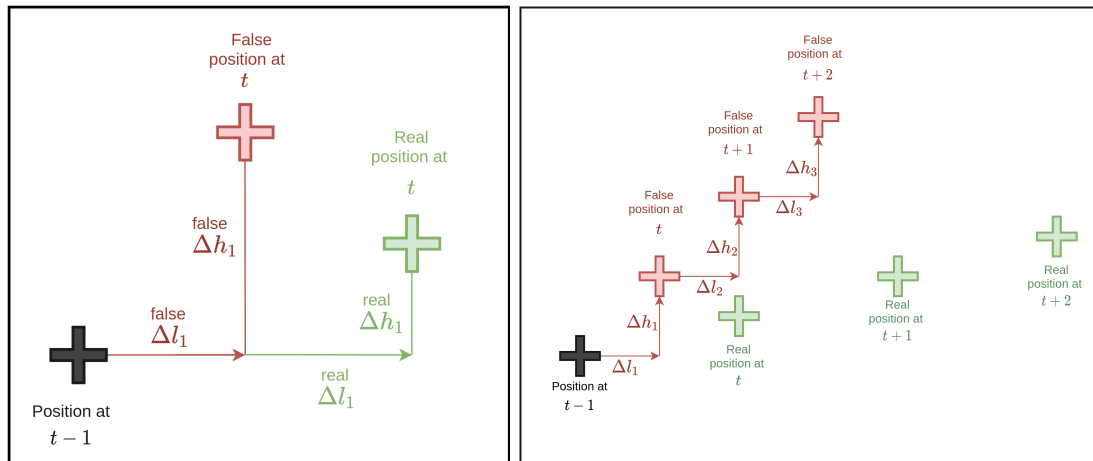 False
position at
t
Real
position at
t
false
Δh₁
real
Δh₁
false
Δl₁
real
Δl₁
Position at
t − 1
False
position at
t + 2
False
position at
t + 1
Δh₃
False
position at
t
Δl₃
Δh₂
Δl₂
Real
position at
t + 2
Real
position at
t + 1
Δh₁
Real
position at
t
Δl₁
Position at
t − 1